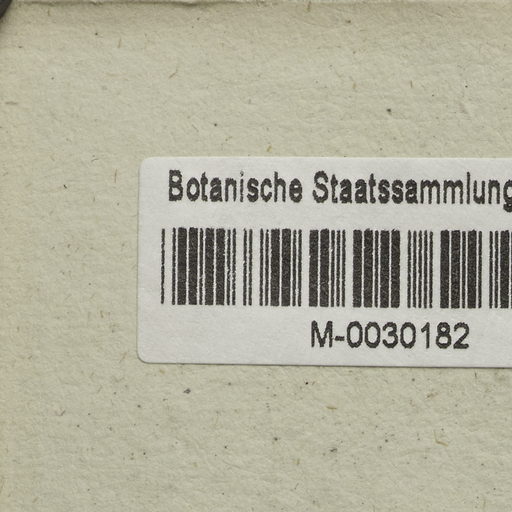 Botanische Staatssammlung
M-0030182